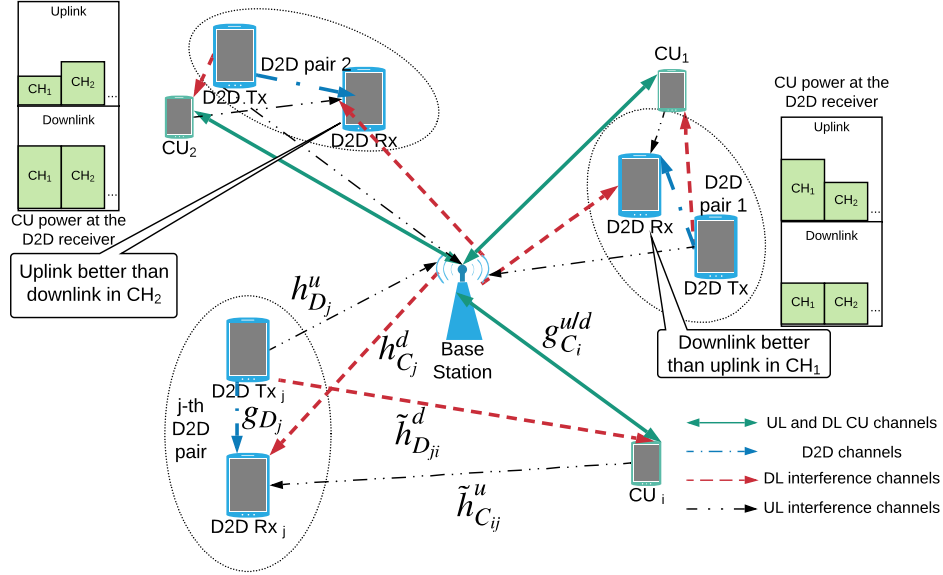 Uplink
CH1
CH2
...
Downlink
CH1
CH2
...
CU power at the
D2D receiver
D2D pair 2
D2D Tx
CU2
D2D Rx
Uplink better than
downlink in CH2
CU1
D2D
pair 1
D2D Rx
D2D Tx
CU power at the
D2D receiver
Uplink
CH1
CH2
...
Downlink
CH1
CH2
...
Downlink better
than uplink in CH1
Base
Station
h^u_{D_j}
h^d_{C_j}
g^{u/d}_{C_i}
D2D Tx j
j-th
D2D
pair
g_{D_j}
D2D Rx j
h̃^d_{D_{ji}}
h̃^u_{C_{ij}}
CU i
UL and DL CU channels
D2D channels
DL interference channels
UL interference channels